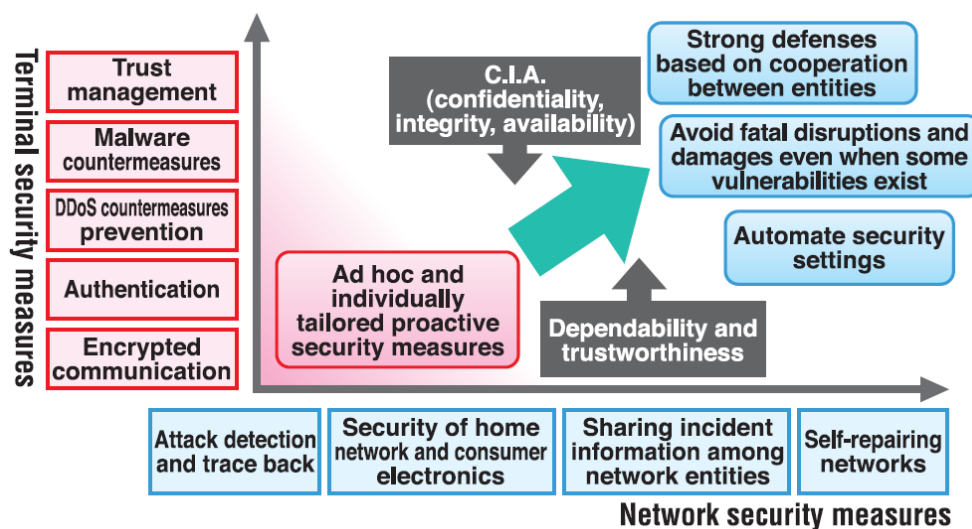 Terminal security measures
Trust
management
Malware
countermeasures
DDoS countermeasures
prevention
Authentication
Encrypted
communication
C.I.A.
(confidentiality,
integrity, availability)
Strong defenses
based on cooperation
between entities
Avoid fatal disruptions and
damages even when some
vulnerabilities exist
Automate security
settings
Ad hoc and
individually
tailored proactive
security measures
Dependability and
trustworthiness
Attack detection
and trace back
Security of home
network and consumer
electronics
Sharing incident
information among
network entities
Self-repairing
networks
Network security measures